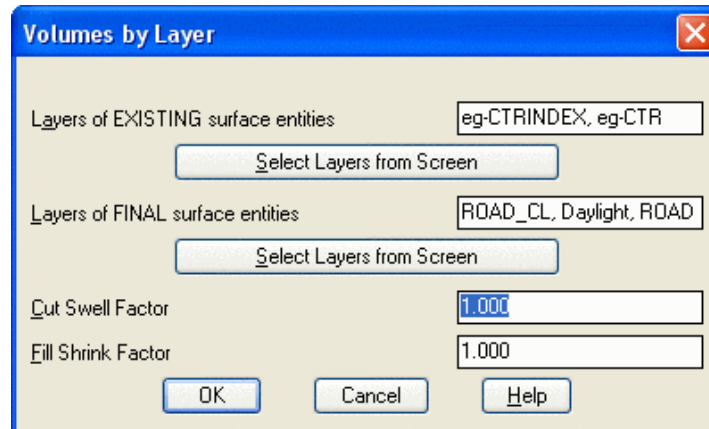 Volumes by Layer
Layers of EXISTING surface entities eg-CTRINDEX, eg-CTR
Select Layers from Screen
Layers of FINAL surface entities ROAD_CL, Daylight, ROAD
Select Layers from Screen
Cut Swell Factor 1.000
Fill Shrink Factor 1.000
OK Cancel Help